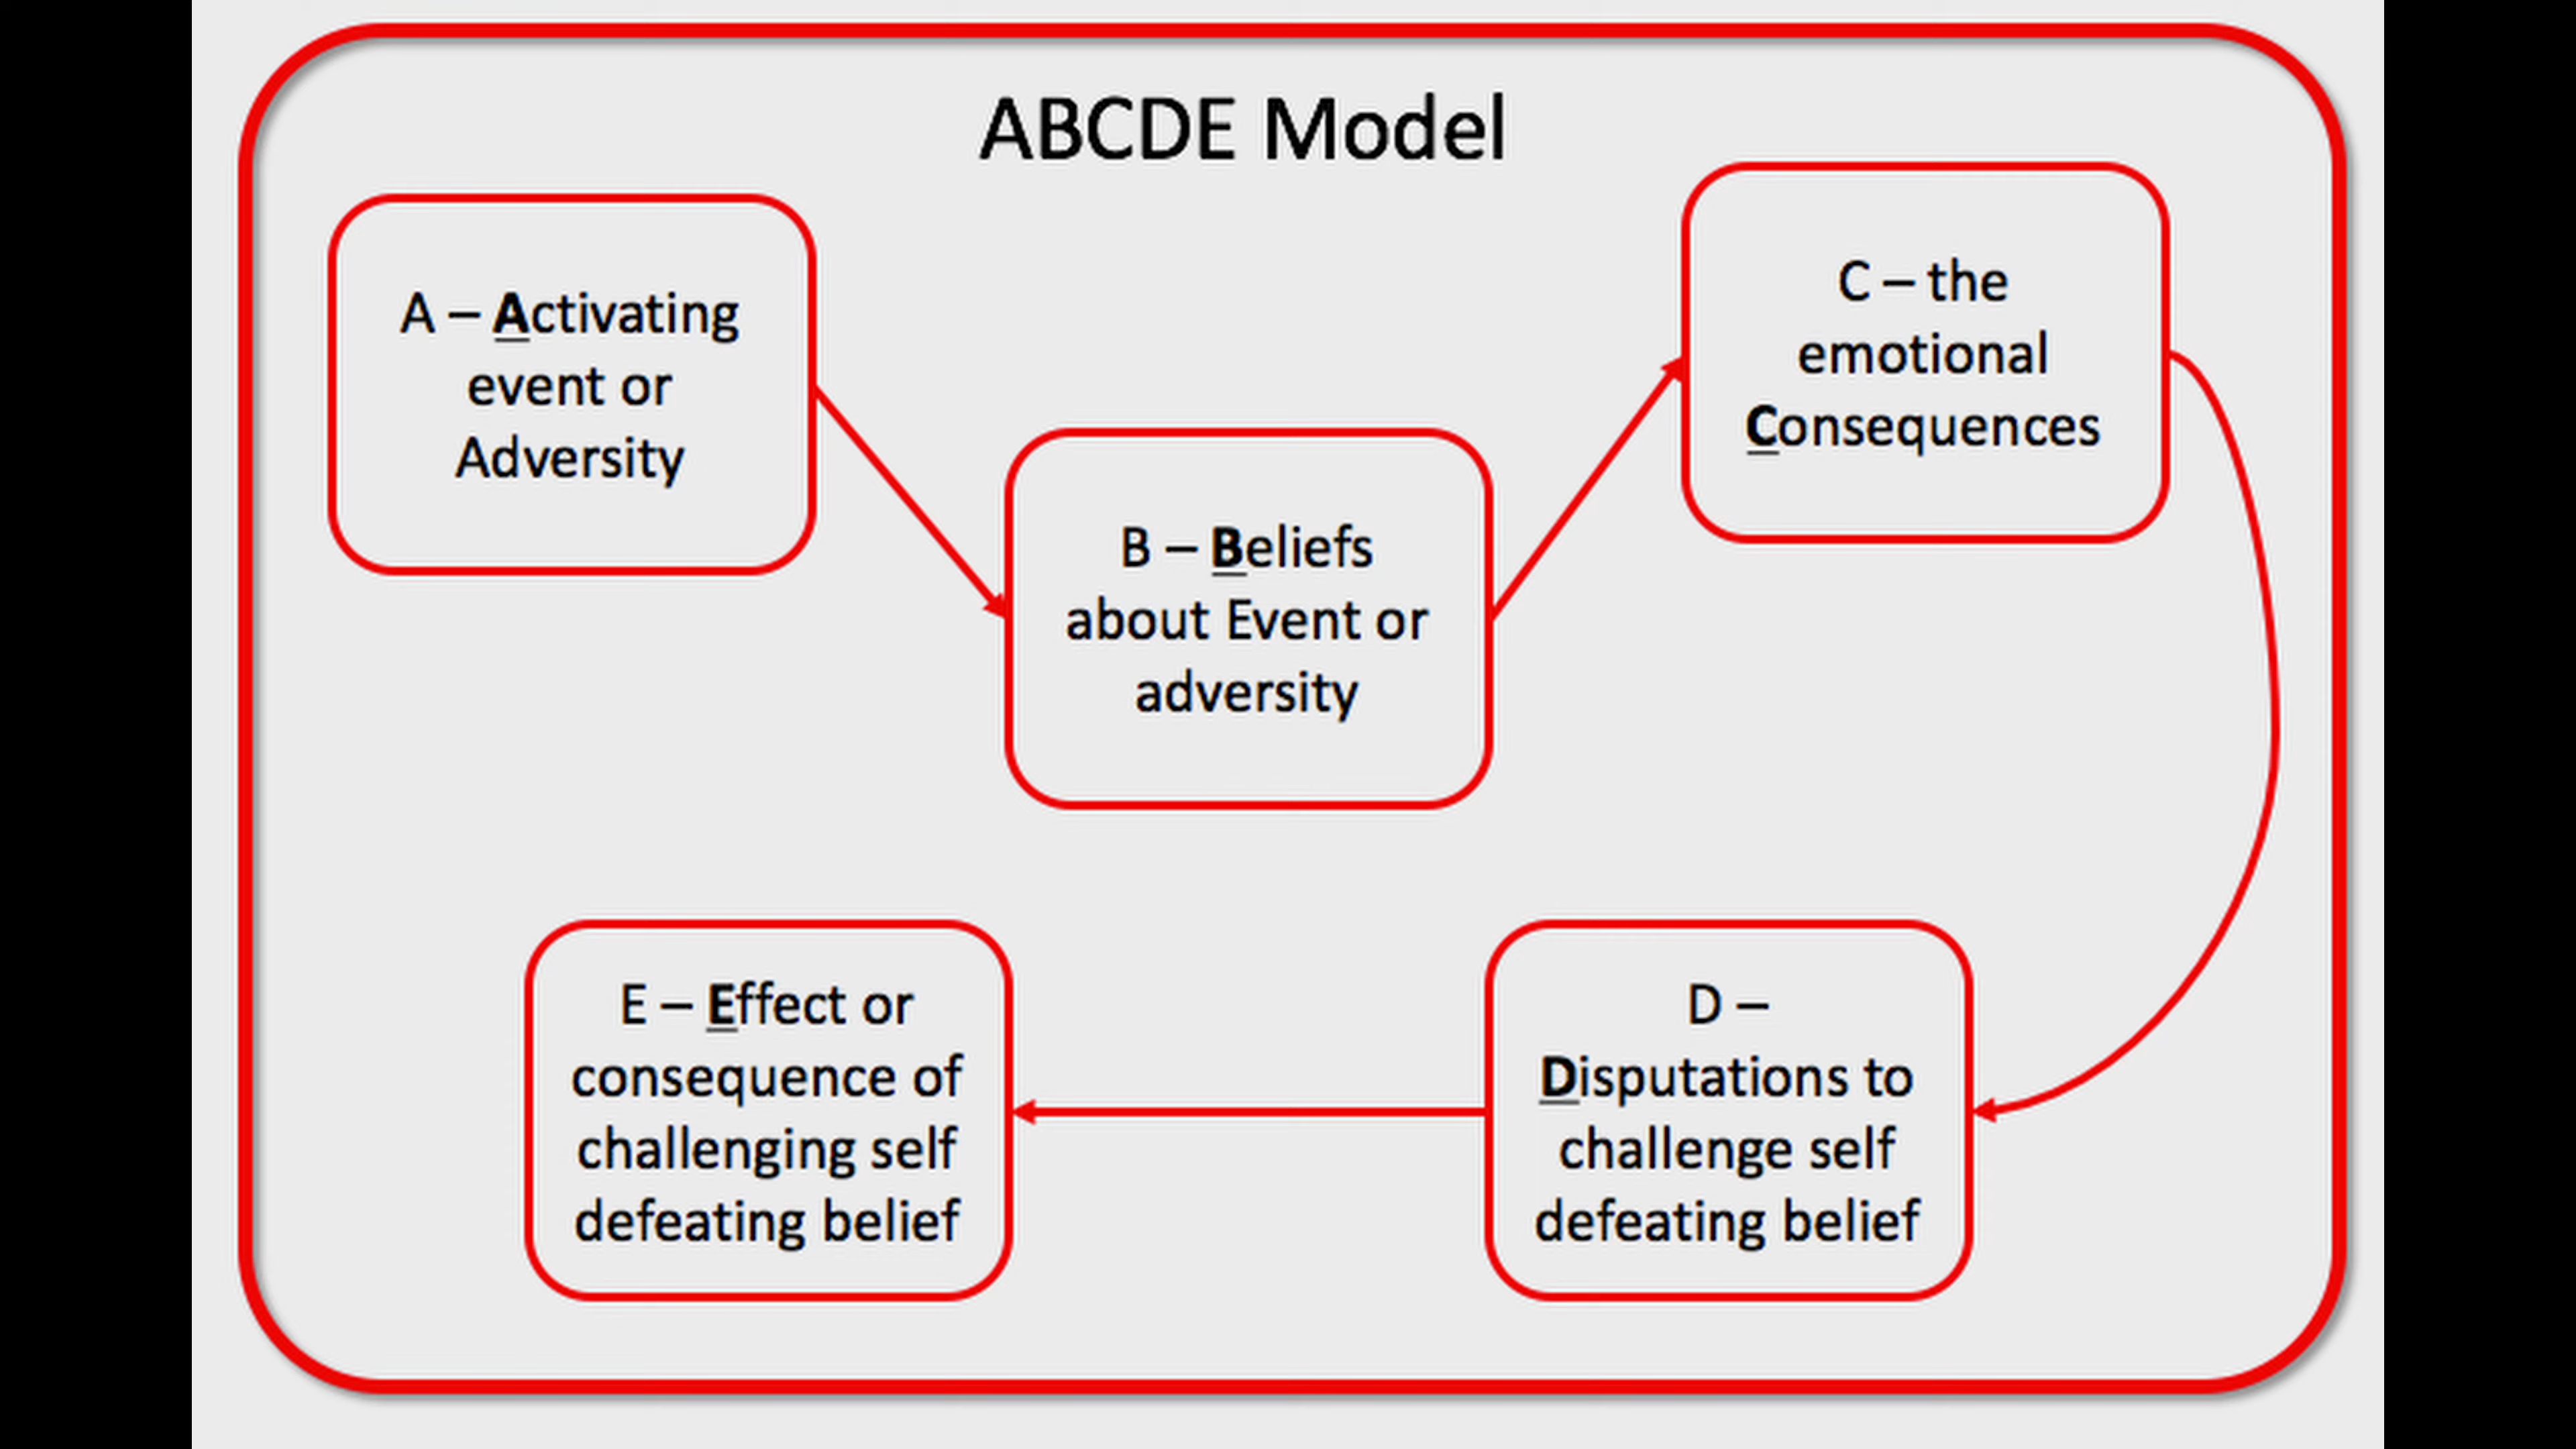 ABCDE Model
A – Activating
event or
Adversity
B – Beliefs
about Event or
adversity
C – the
emotional
Consequences
D –
Disputations to
challenge self
defeating belief
E – Effect or
consequence of
challenging self
defeating belief